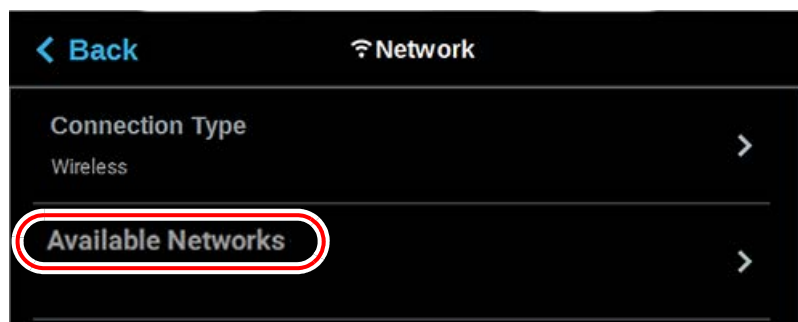 Back
Network
Connection Type
Wireless
Available Networks